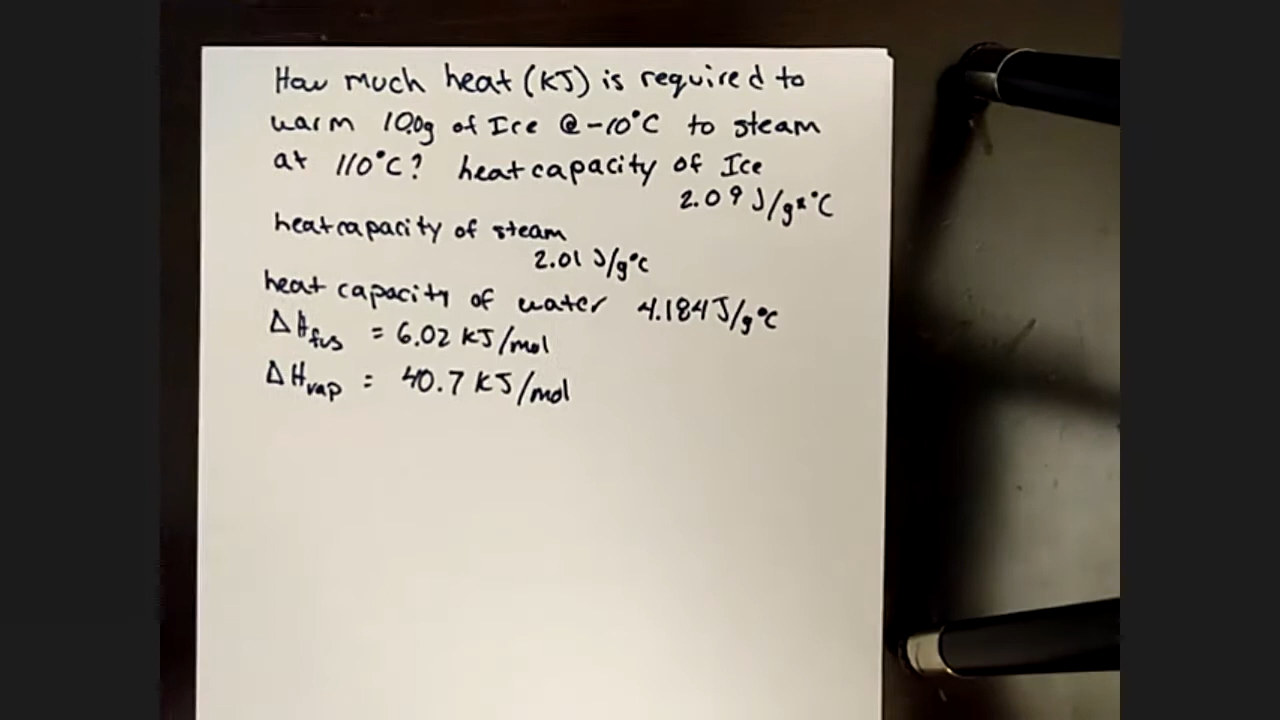 How much heat (KJ) is required to
warm 10.0g of Ice @ -10°C to steam
at 110°C? heat capacity of Ice
2.09 J/g*°C
heat capacity of steam
2.01 J/g°C
heat capacity of water 4.184 J/g°C
ΔHfus = 6.02 KJ/mol
ΔHvap = 40.7 KJ/mol